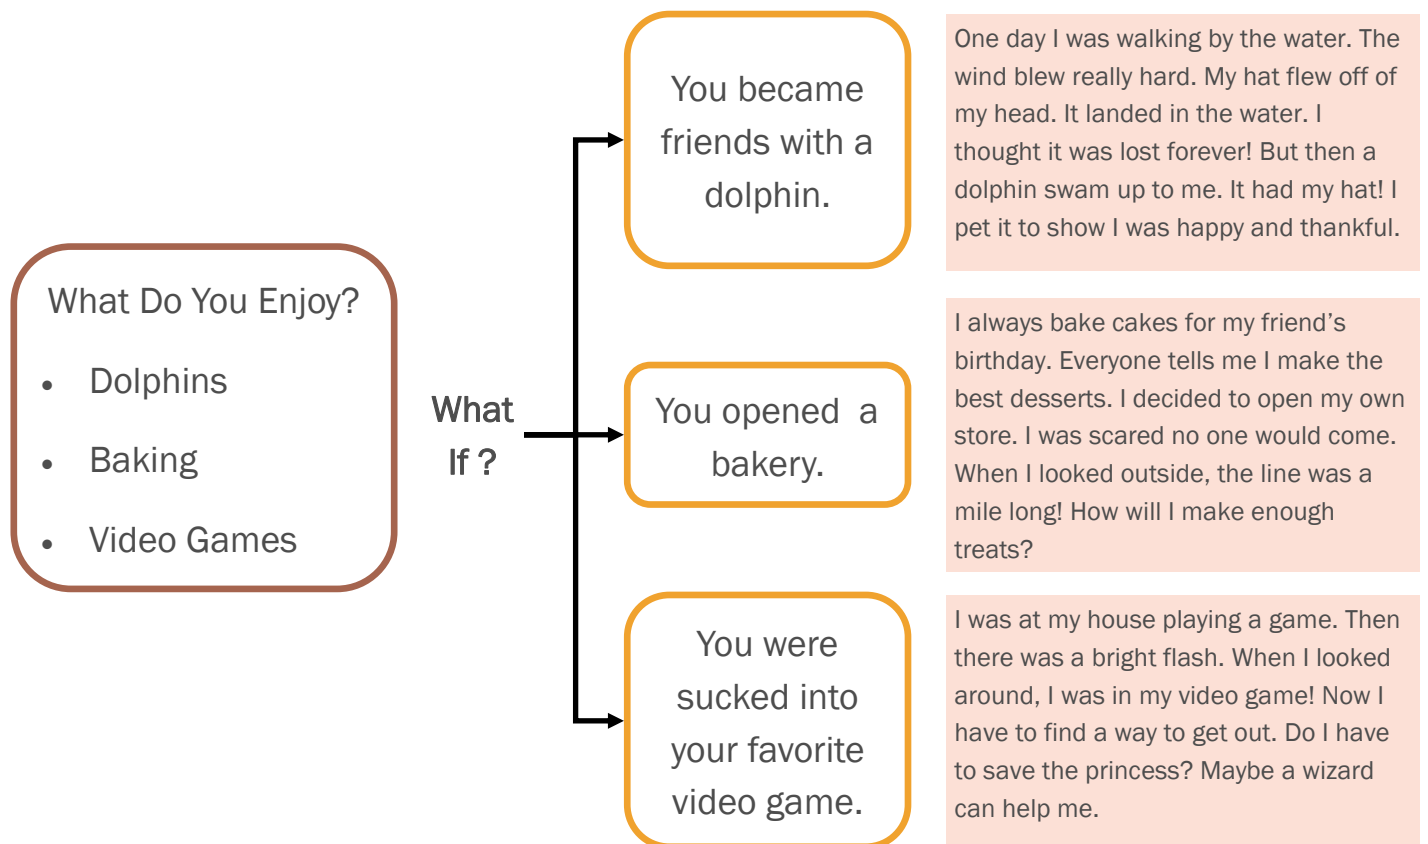 What Do You Enjoy?
• Dolphins
• Baking
• Video Games
What
If ?
You became
friends with a
dolphin.
One day I was walking by the water. The
wind blew really hard. My hat flew off of
my head. It landed in the water. I
thought it was lost forever! But then a
dolphin swam up to me. It had my hat! I
pet it to show I was happy and thankful.
You opened  a
bakery.
I always bake cakes for my friend’s
birthday. Everyone tells me I make the
best desserts. I decided to open my own
store. I was scared no one would come.
When I looked outside, the line was a
mile long! How will I make enough
treats?
You were
sucked into
your favorite
video game.
I was at my house playing a game. Then
there was a bright flash. When I looked
around, I was in my video game! Now I
have to find a way to get out. Do I have
to save the princess? Maybe a wizard
can help me.